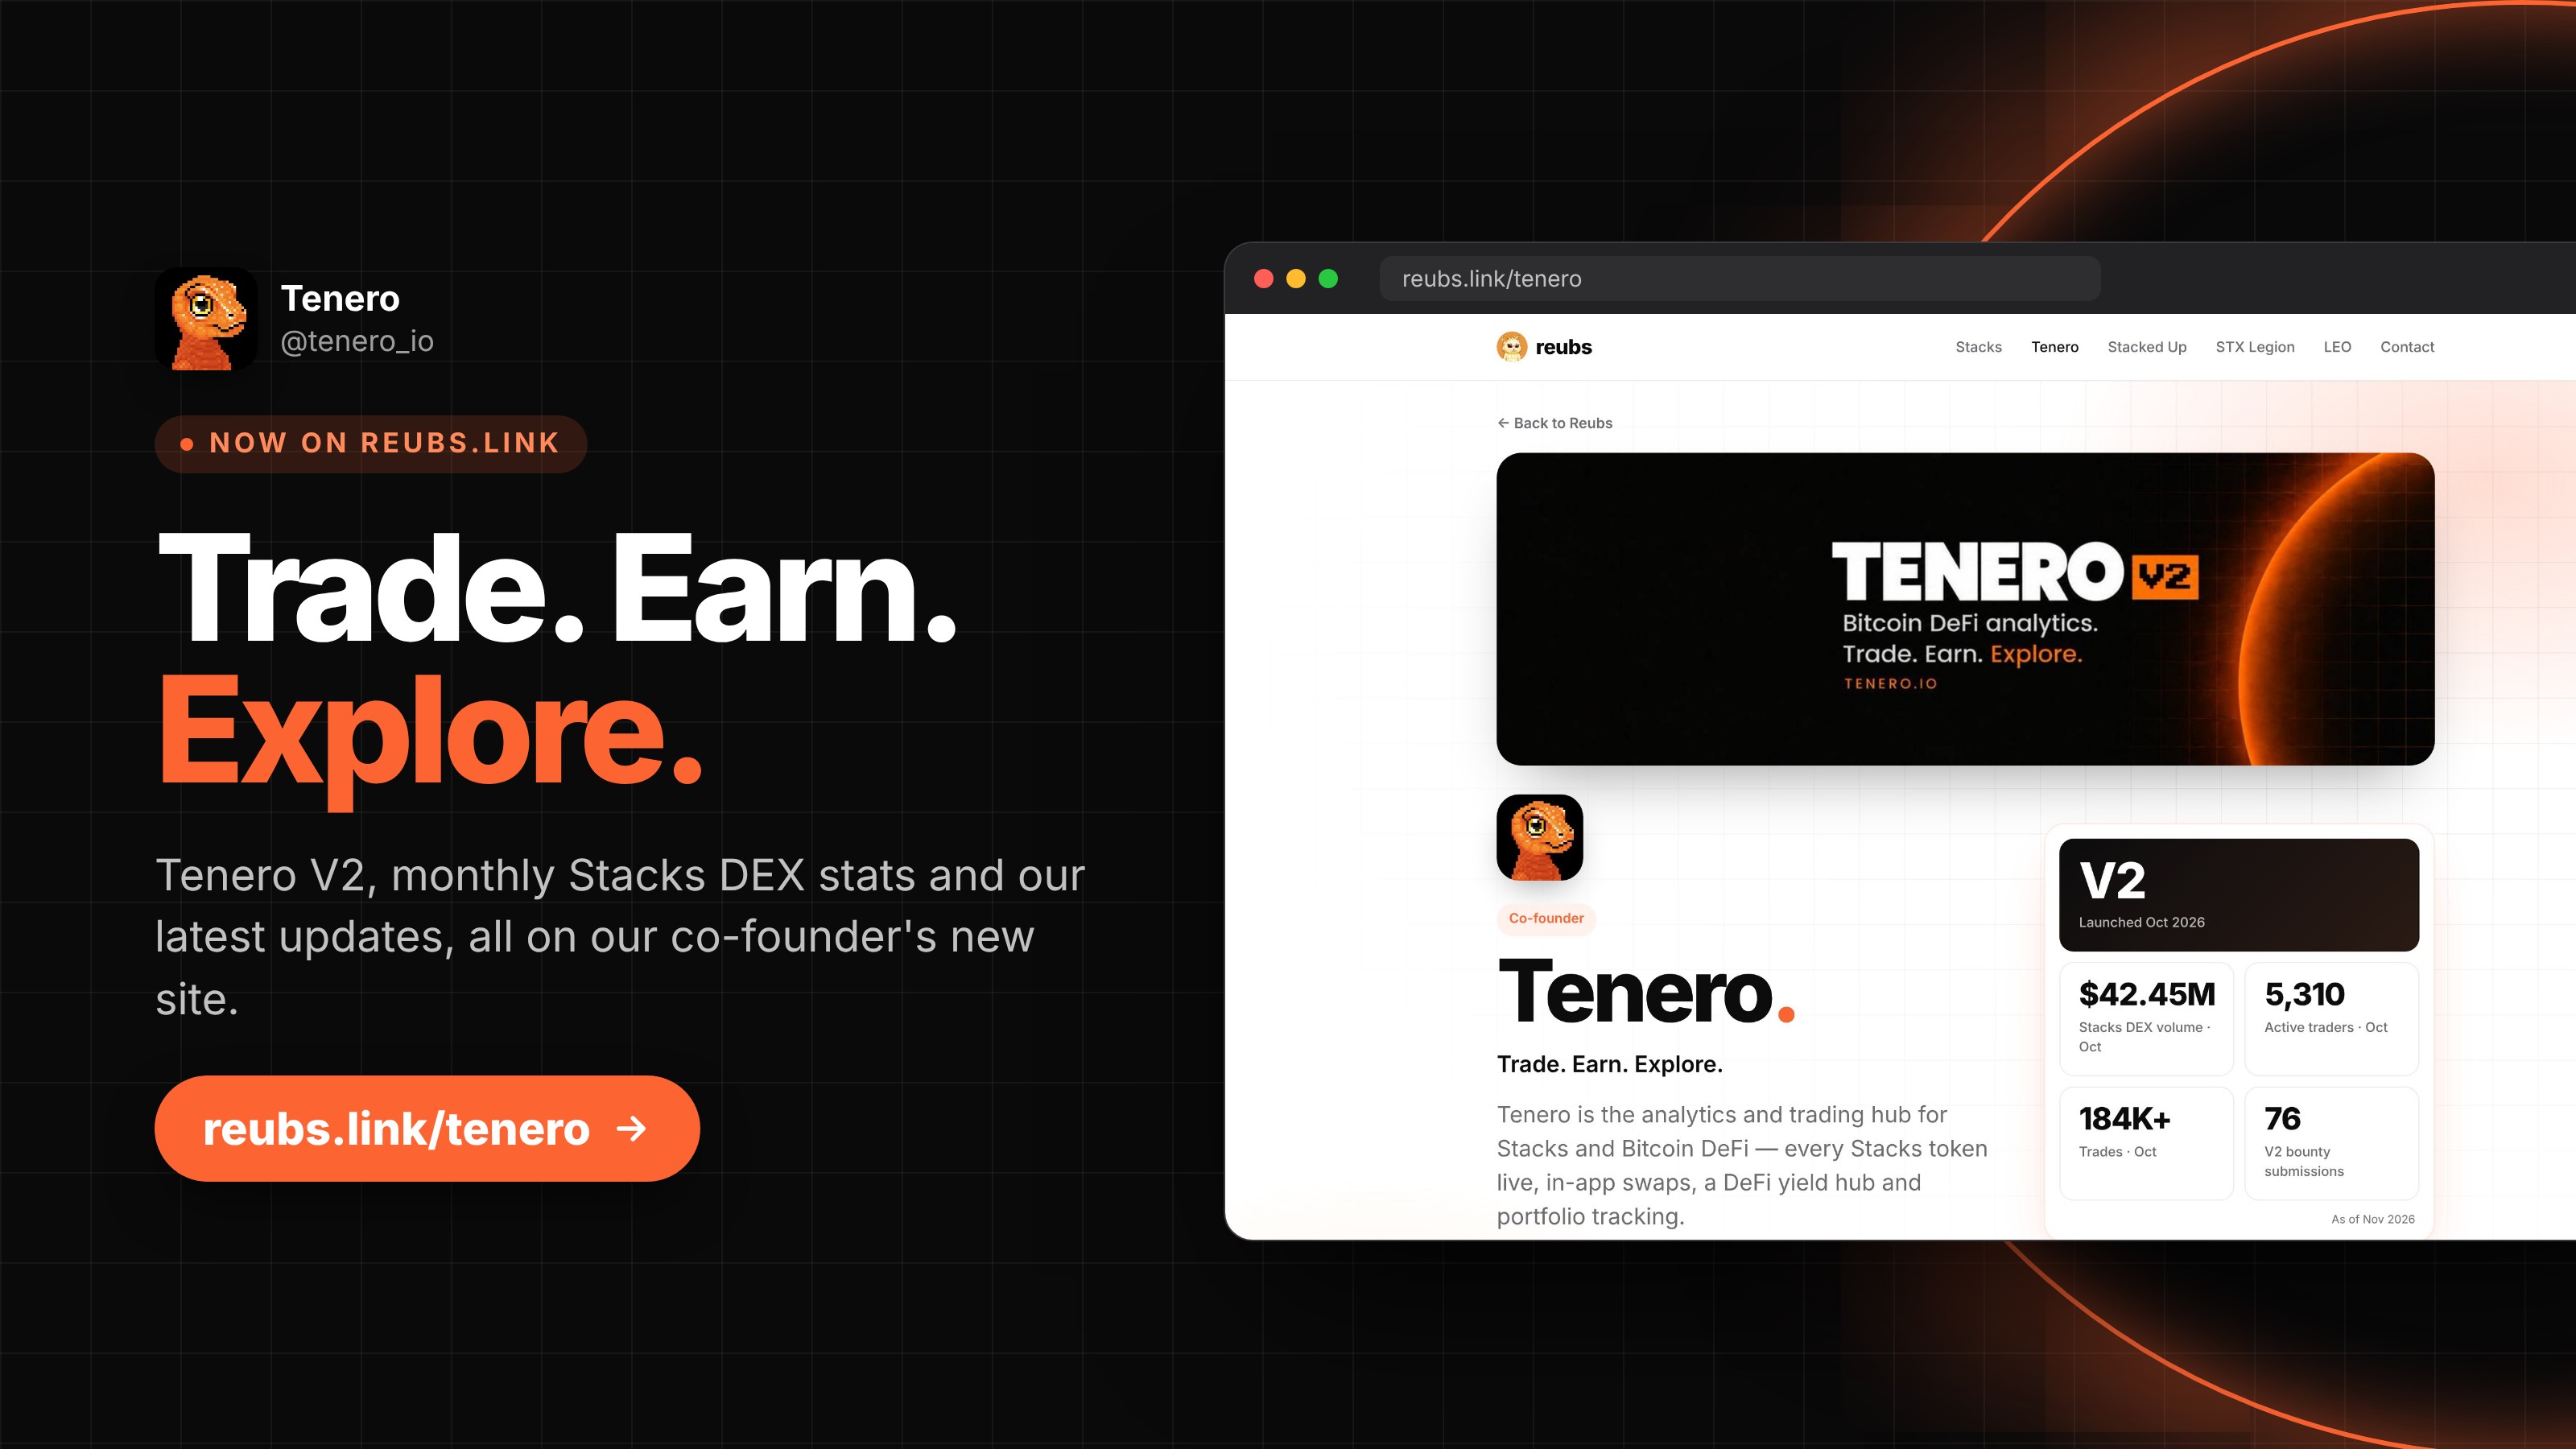 Tenero
@tenero_io
NOW ON REUBS.LINK
Trade. Earn.
Explore.
Tenero V2, monthly Stacks DEX stats and our
latest updates, all on our co-founder's new
site.
reubs.link/tenero →
reubs.link/tenero
reubs
Stacks Tenero Stacked Up STX Legion LEO Contact
← Back to Reubs
TENERO V2
Bitcoin DeFi analytics.
Trade. Earn. Explore.
TENERO.IO
Co-founder
Tenero.
Trade. Earn. Explore.
Tenero is the analytics and trading hub for
Stacks and Bitcoin DeFi — every Stacks token
live, in-app swaps, a DeFi yield hub and
portfolio tracking.
V2
Launched Oct 2026
$42.45M
Stacks DEX volume ·
Oct
5,310
Active traders · Oct
184K+
Trades · Oct
76
V2 bounty
submissions
As of Nov 2026